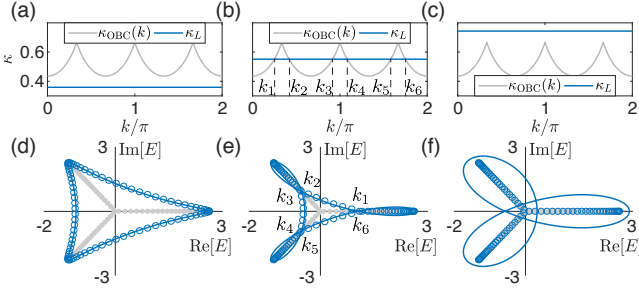 (a) (b) (c)
κ_OBC(k) κ_L κ_OBC(k) κ_L
κ 0.6
0.4
k_1 k_2 k_3 k_4 k_5 k_6
κ_OBC(k) κ_L
0 1 2 0 1 2 0 1 2
k/π k/π k/π
(d) 3 Im[E] (e) 3 Im[E] (f) 3 Im[E]
k_2
k_3 k_1
-2 3 -2 3 -2 3
k_4 k_6
Re[E] k_5 Re[E] Re[E]
-3 -3 -3